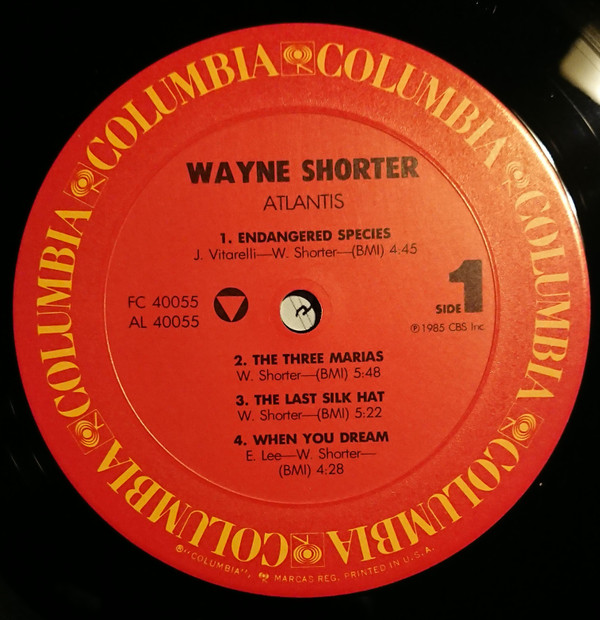 COLUMBIA COLUMBIA COLUMBIA COLUMBIA COLUMBIA COLUMBIA COLUMBIA COLUMBIA
WAYNE SHORTER
ATLANTIS
1. ENDANGERED SPECIES
J. Vitarelli—W. Shorter—(BMI) 4:45
FC 40055
AL 40055
SIDE 1
℗1985 CBS Inc.
2. THE THREE MARIAS
W. Shorter—(BMI) 5:48
3. THE LAST SILK HAT
W. Shorter—(BMI) 5:22
4. WHEN YOU DREAM
E. Lee—W. Shorter—
(BMI) 4:28
®"COLUMBIA", MARCAS REG. PRINTED IN U.S.A.